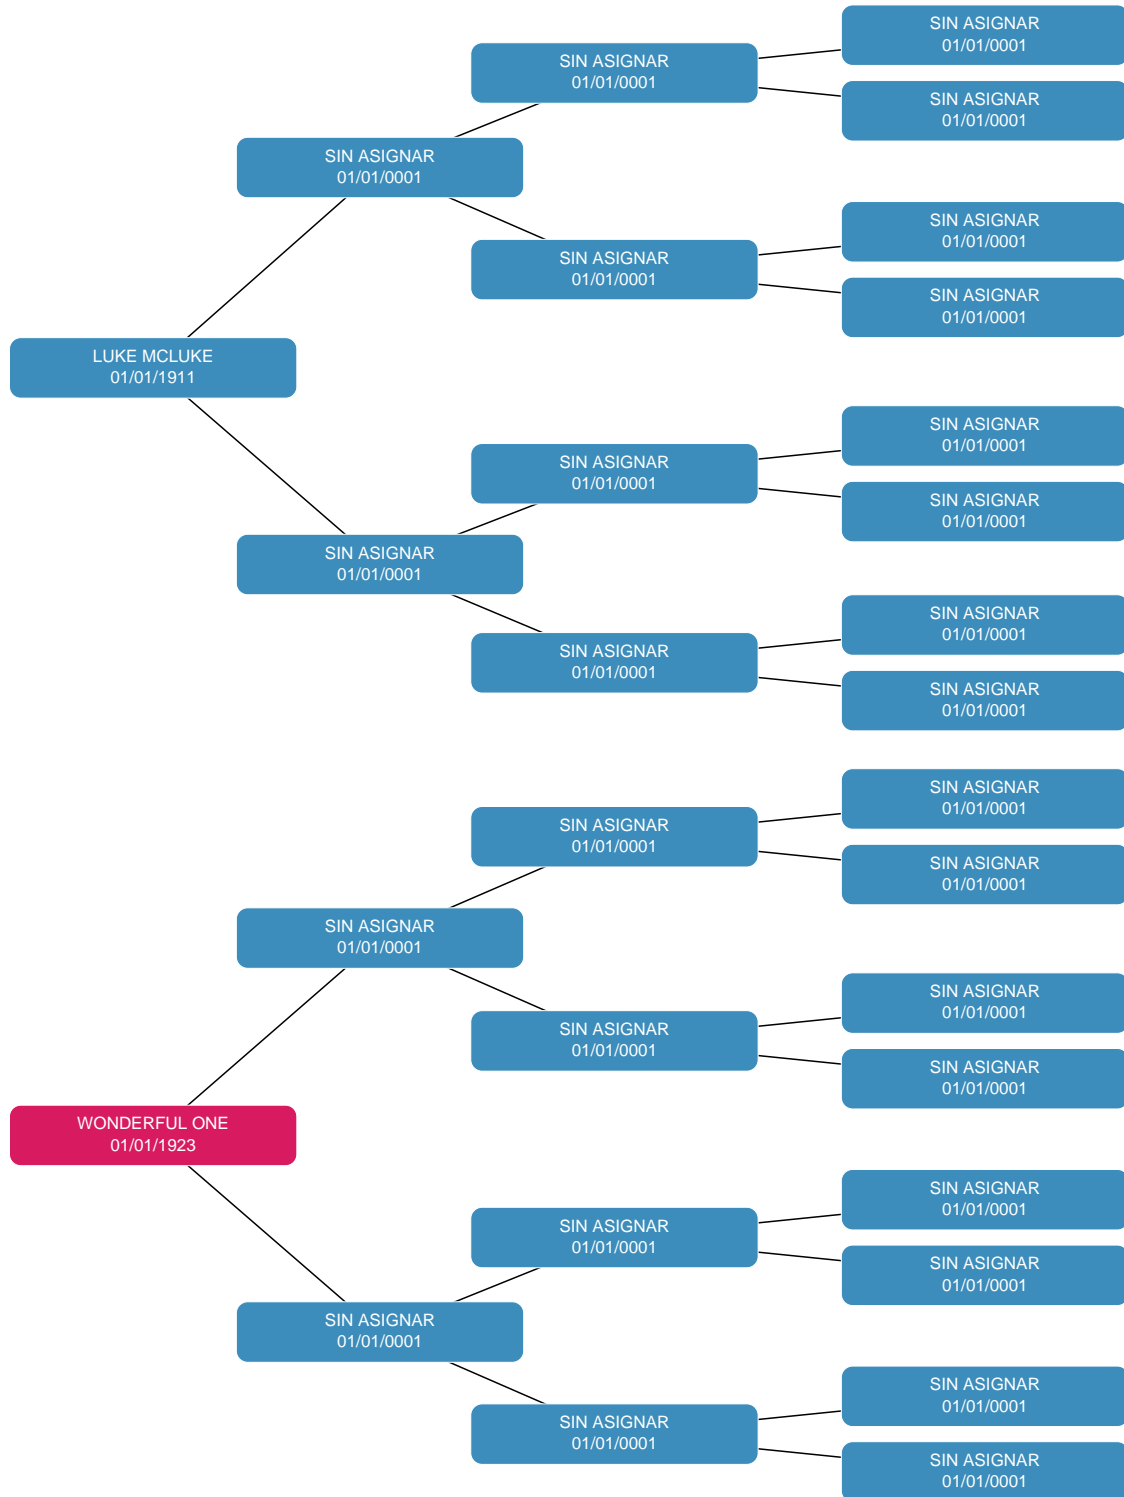 SIN ASIGNAR
01/01/0001
SIN ASIGNAR
01/01/0001
SIN ASIGNAR
01/01/0001
SIN ASIGNAR
01/01/0001
SIN ASIGNAR
01/01/0001
SIN ASIGNAR
01/01/0001
SIN ASIGNAR
01/01/0001
LUKE MCLUKE
01/01/1911
SIN ASIGNAR
01/01/0001
SIN ASIGNAR
01/01/0001
SIN ASIGNAR
01/01/0001
SIN ASIGNAR
01/01/0001
SIN ASIGNAR
01/01/0001
SIN ASIGNAR
01/01/0001
SIN ASIGNAR
01/01/0001
SIN ASIGNAR
01/01/0001
SIN ASIGNAR
01/01/0001
SIN ASIGNAR
01/01/0001
SIN ASIGNAR
01/01/0001
SIN ASIGNAR
01/01/0001
SIN ASIGNAR
01/01/0001
SIN ASIGNAR
01/01/0001
WONDERFUL ONE
01/01/1923
SIN ASIGNAR
01/01/0001
SIN ASIGNAR
01/01/0001
SIN ASIGNAR
01/01/0001
SIN ASIGNAR
01/01/0001
SIN ASIGNAR
01/01/0001
SIN ASIGNAR
01/01/0001
SIN ASIGNAR
01/01/0001